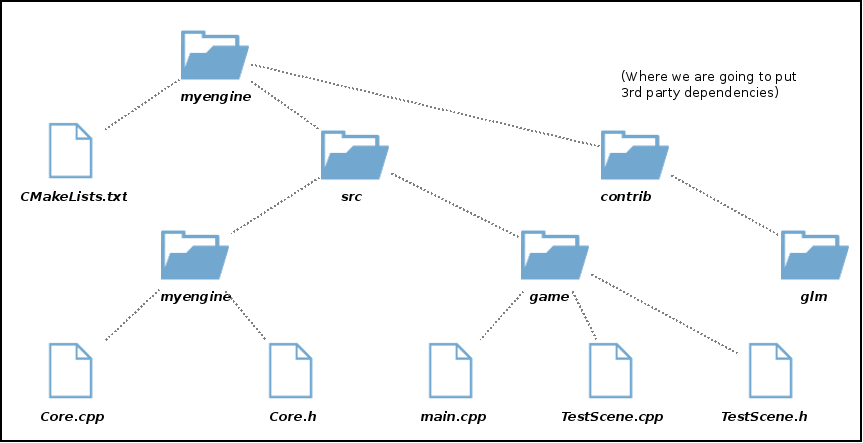 (Where we are going to put
3rd party dependencies)
myengine
CMakeLists.txt
src
contrib
myengine
game
glm
Core.cpp
Core.h
main.cpp
TestScene.cpp
TestScene.h